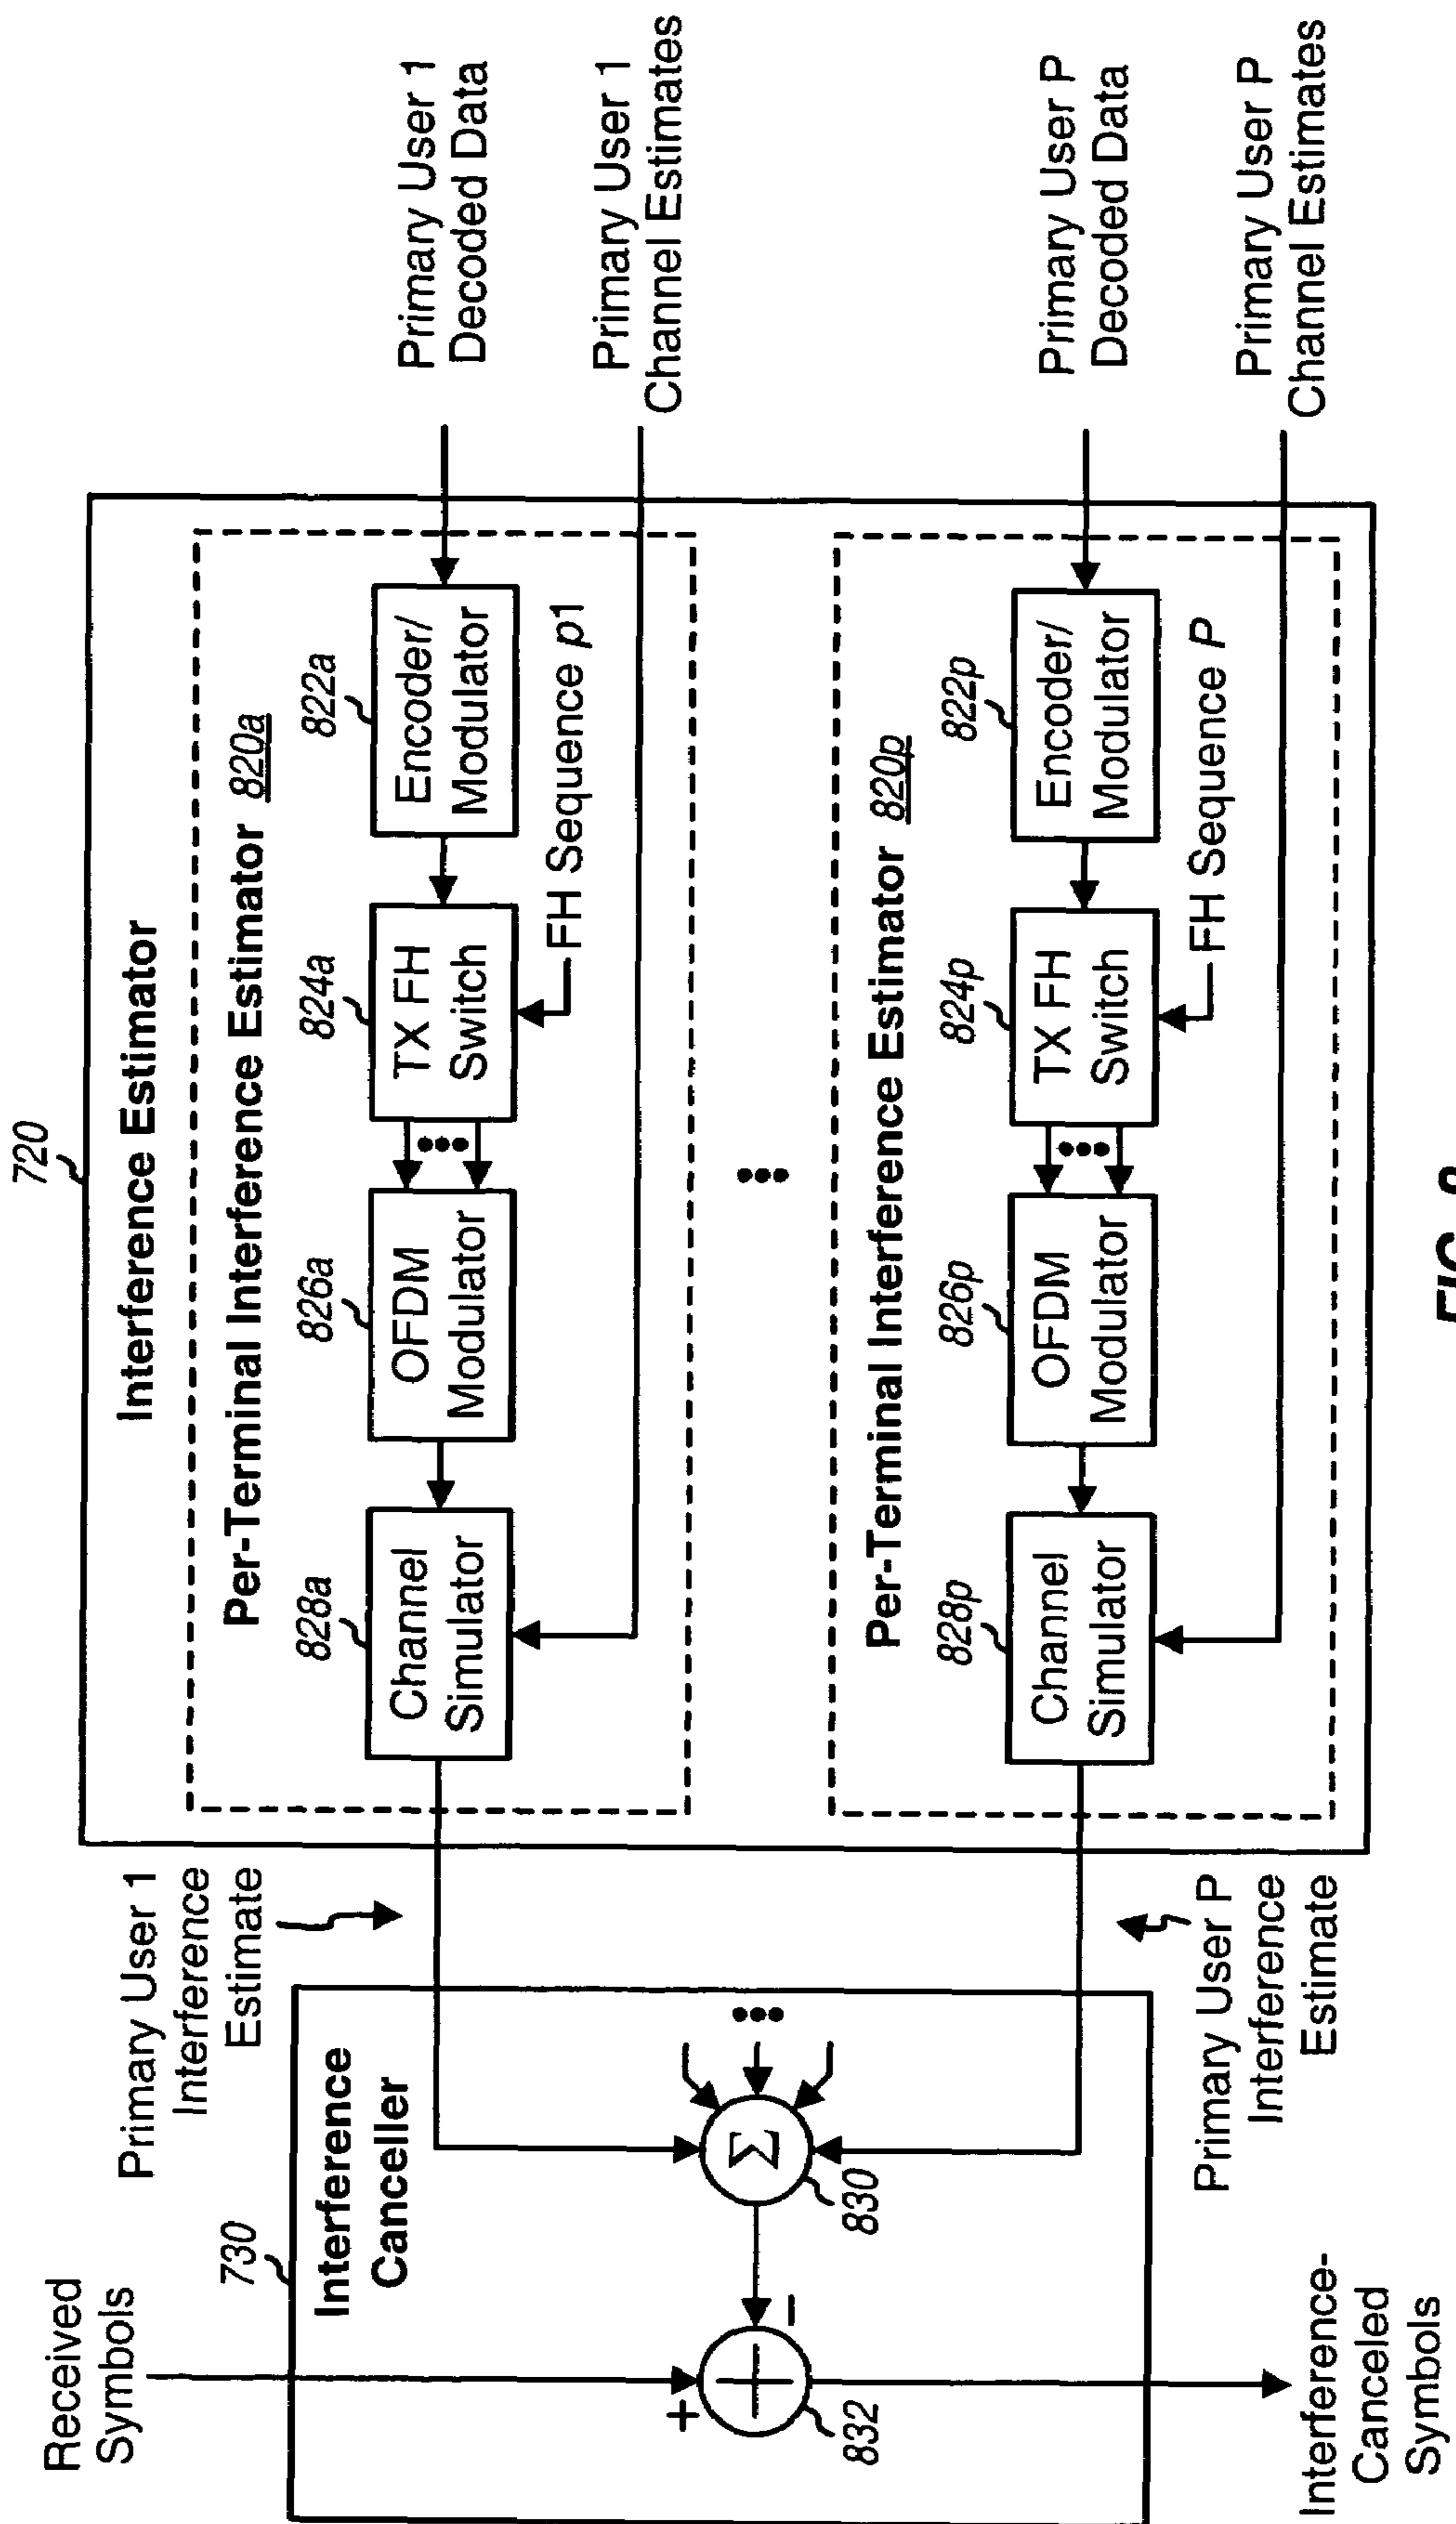 720
Interference Estimator
Per-Terminal Interference Estimator 820a
828a
826a
824a
822a
Channel
Simulator
OFDM
Modulator
TX FH
Switch
Encoder/
Modulator
FH Sequence p1
Primary User 1
Decoded Data
Primary User 1
Channel Estimates
Per-Terminal Interference Estimator 820p
828p
826p
824p
822p
Channel
Simulator
OFDM
Modulator
TX FH
Switch
Encoder/
Modulator
FH Sequence P
Primary User P
Decoded Data
Primary User P
Channel Estimates
Received
Symbols
730
Interference
Canceller
Primary User 1
Interference
Estimate
Σ
830
+
−
832
Primary User P
Interference
Estimate
Interference-
Canceled
Symbols